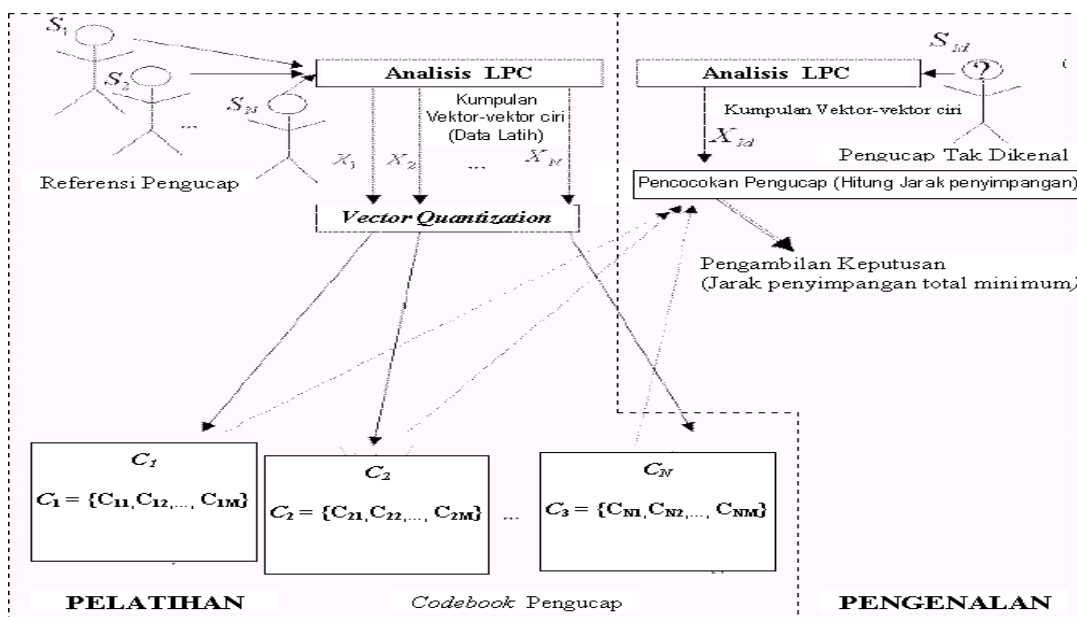 S1
S2
SN
...
Referensi Pengucap
Analisis LPC
Kumpulan
Vektor-vektor ciri
(Data Latih)
X1 X2 ... XN
Vector Quantization
Analisis LPC
SId
?
Kumpulan Vektor-vektor ciri
XId
Pengucap Tak Dikenal
Pencocokan Pengucap (Hitung Jarak penyimpangan)
Pengambilan Keputusan
(Jarak penyimpangan total minimum)
C1
C1 = {C11,C12,..., C1M}
C2
C2 = {C21,C22,..., C2M}
...
CN
C3 = {CN1,CN2,..., CNM}
PELATIHAN
Codebook Pengucap
PENGENALAN